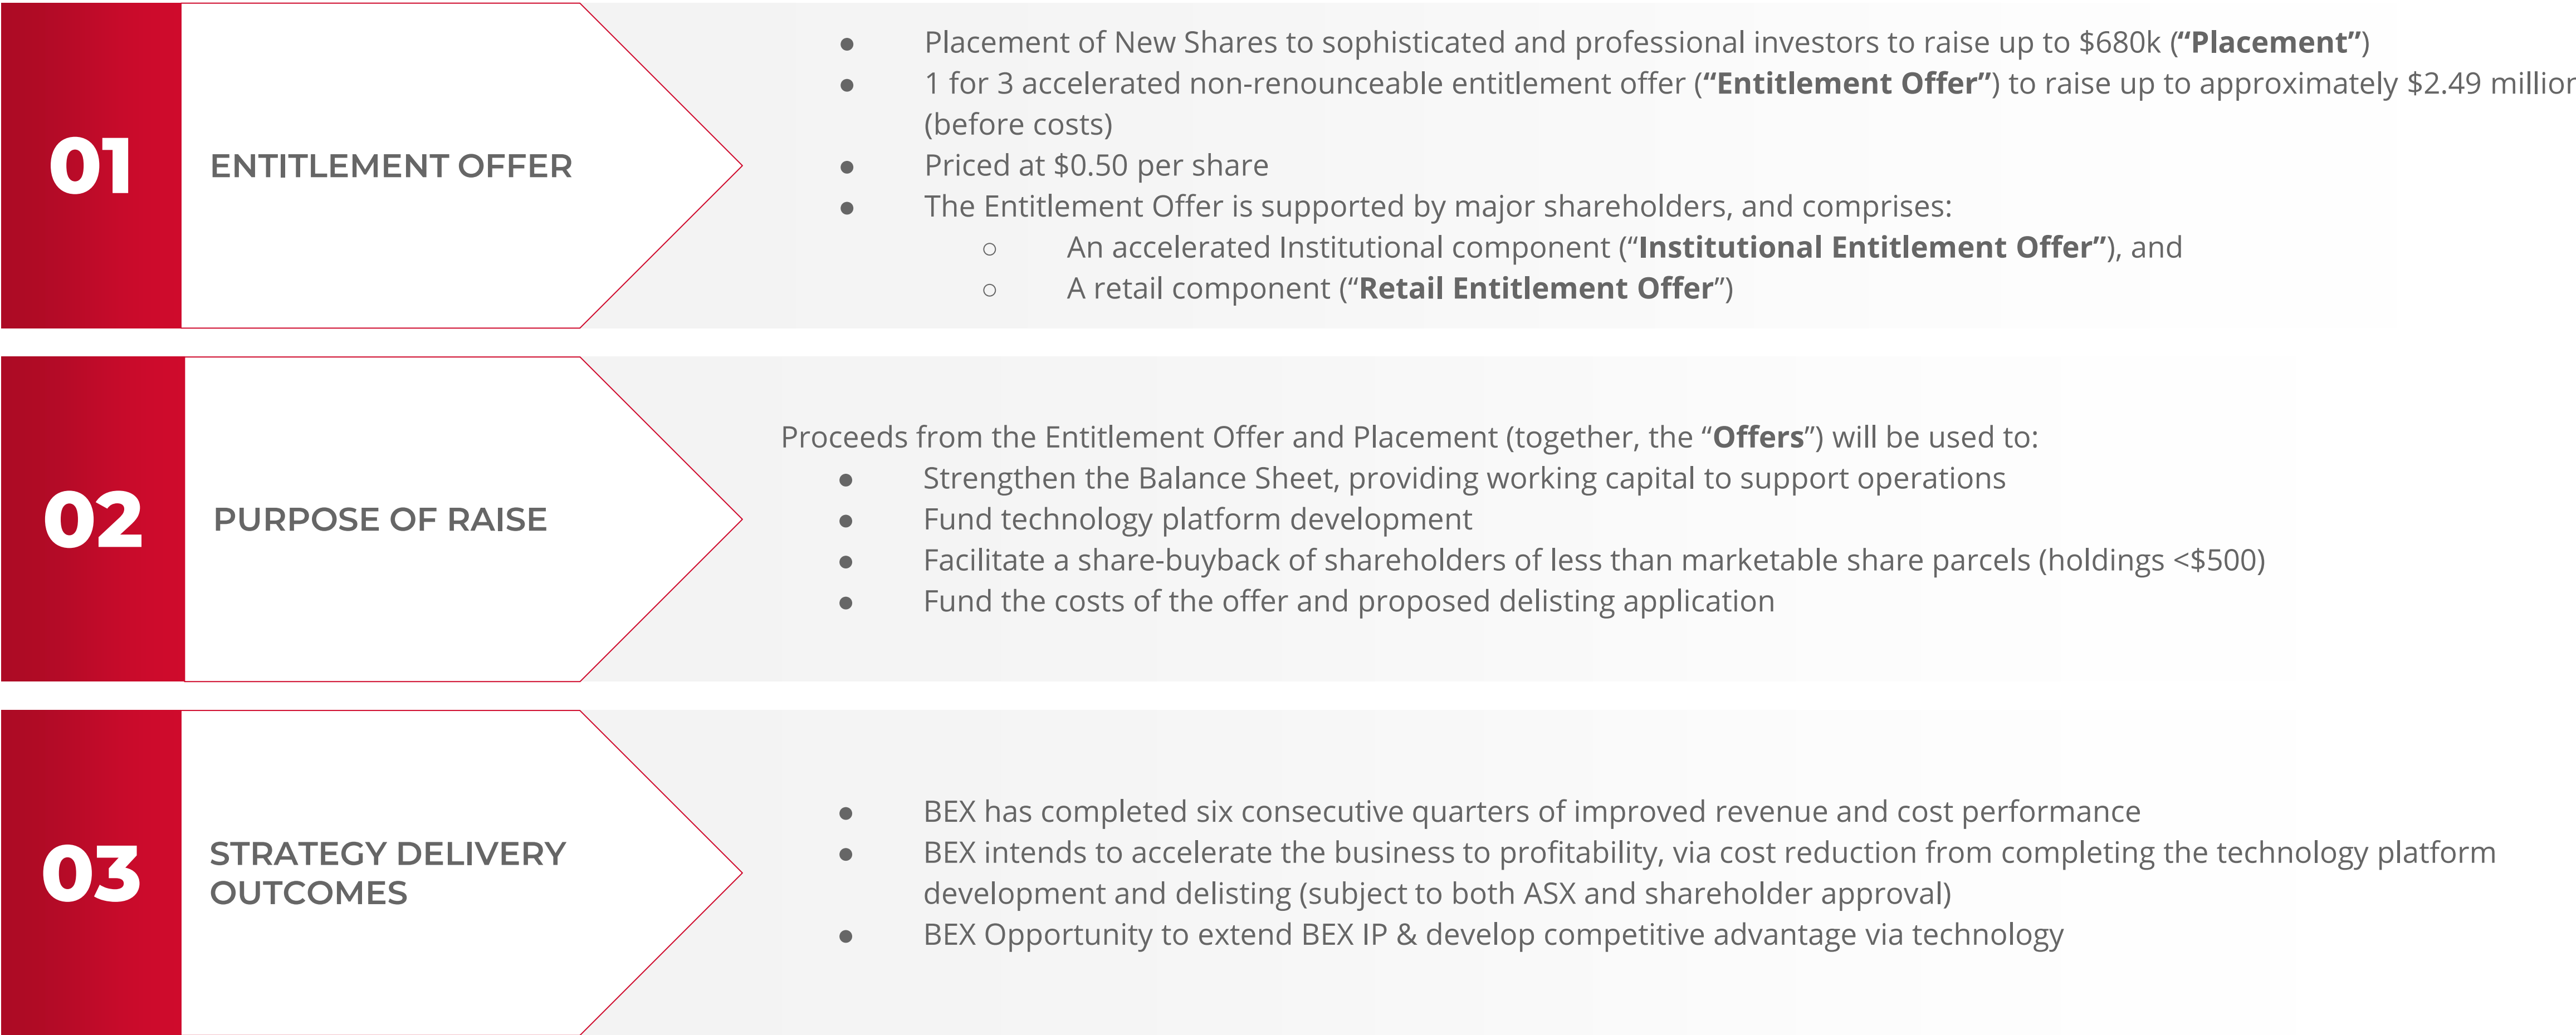 01
ENTITLEMENT OFFER
● Placement of New Shares to sophisticated and professional investors to raise up to $680k (“Placement”)
● 1 for 3 accelerated non-renounceable entitlement offer (“Entitlement Offer”) to raise up to approximately $2.49 million
(before costs)
● Priced at $0.50 per share
● The Entitlement Offer is supported by major shareholders, and comprises:
○ An accelerated Institutional component (“Institutional Entitlement Offer”), and
○ A retail component (“Retail Entitlement Offer”)
02
PURPOSE OF RAISE
Proceeds from the Entitlement Offer and Placement (together, the “Offers”) will be used to:
● Strengthen the Balance Sheet, providing working capital to support operations
● Fund technology platform development
● Facilitate a share-buyback of shareholders of less than marketable share parcels (holdings <$500)
● Fund the costs of the offer and proposed delisting application
03
STRATEGY DELIVERY
OUTCOMES
● BEX has completed six consecutive quarters of improved revenue and cost performance
● BEX intends to accelerate the business to profitability, via cost reduction from completing the technology platform
development and delisting (subject to both ASX and shareholder approval)
● BEX Opportunity to extend BEX IP & develop competitive advantage via technology